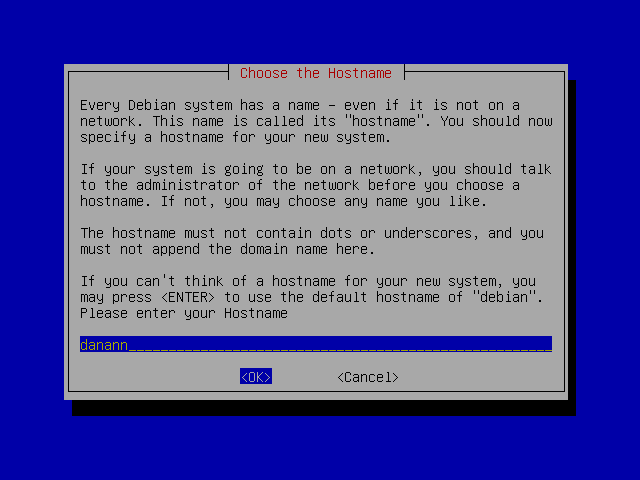 Choose the Hostname
Every Debian system has a name – even if it is not on a
network. This name is called its "hostname". You should now
specify a hostname for your new system.
If your system is going to be on a network, you should talk
to the administrator of the network before you choose a
hostname. If not, you may choose any name you like.
The hostname must not contain dots or underscores, and you
must not append the domain name here.
If you can't think of a hostname for your new system, you
may press <ENTER> to use the default hostname of "debian".
Please enter your Hostname
danann_____________________________________________________
<OK> <Cancel>